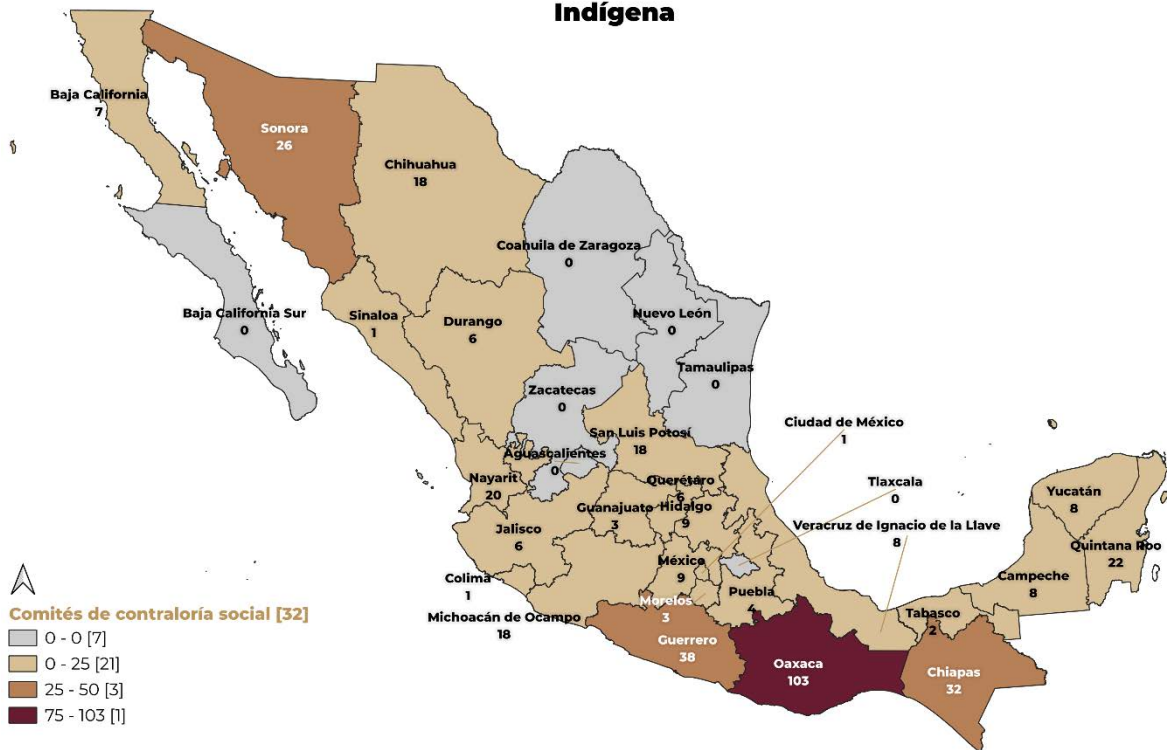 Indígena
Baja California
7
Sonora
26
Chihuahua
18
Coahuila de Zaragoza
0
Baja California Sur
0
Sinaloa
1
Durango
6
Nuevo León
0
Tamaulipas
0
Zacatecas
0
San Luis Potosí
18
Ciudad de México
1
Aguascalientes
0
Nayarit
20
Querétaro
6
Tlaxcala
0
Yucatán
8
Guanajuato
3
Hidalgo
9
Veracruz de Ignacio de la Llave
8
Jalisco
6
Quintana Roo
22
México
9
Campeche
8
Colima
1
Puebla
4
Morelos
3
Tabasco
2
Michoacán de Ocampo
18
Guerrero
38
Oaxaca
103
Chiapas
32
Comités de contraloría social [32]
0 - 0 [7]
0 - 25 [21]
25 - 50 [3]
75 - 103 [1]